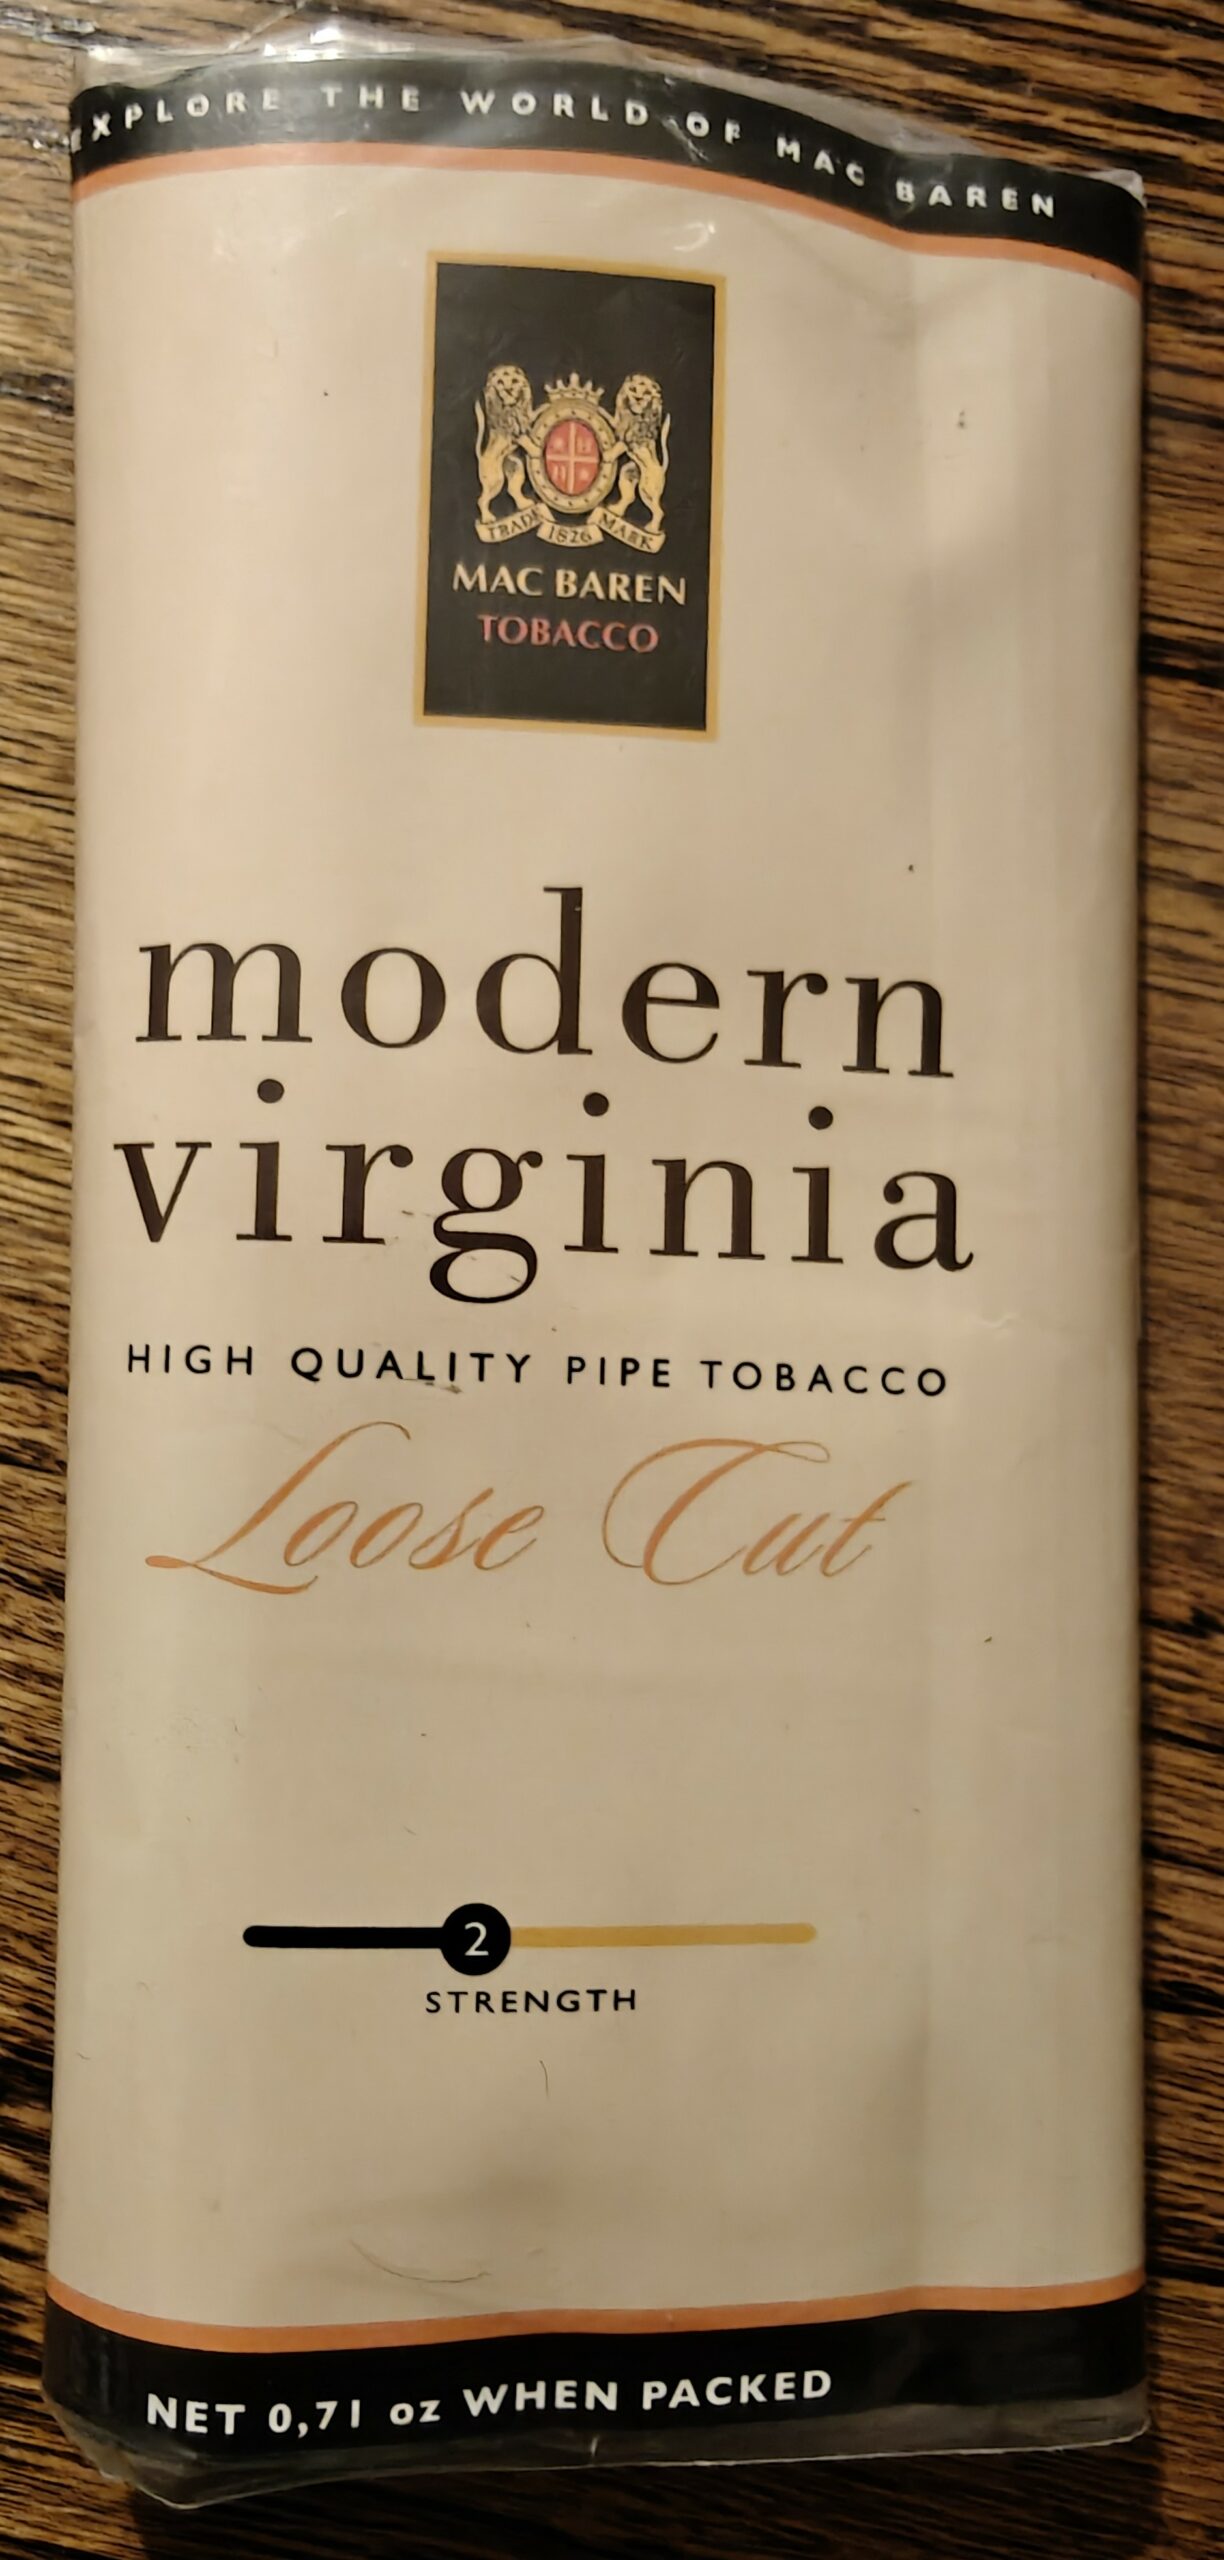 EXPLORE THE WORLD OF MAC BAREN
TRADE 1826 MARK
MAC BAREN
TOBACCO
modern
virginia
HIGH QUALITY PIPE TOBACCO
Loose Cut
2
STRENGTH
NET 0,71 oz WHEN PACKED